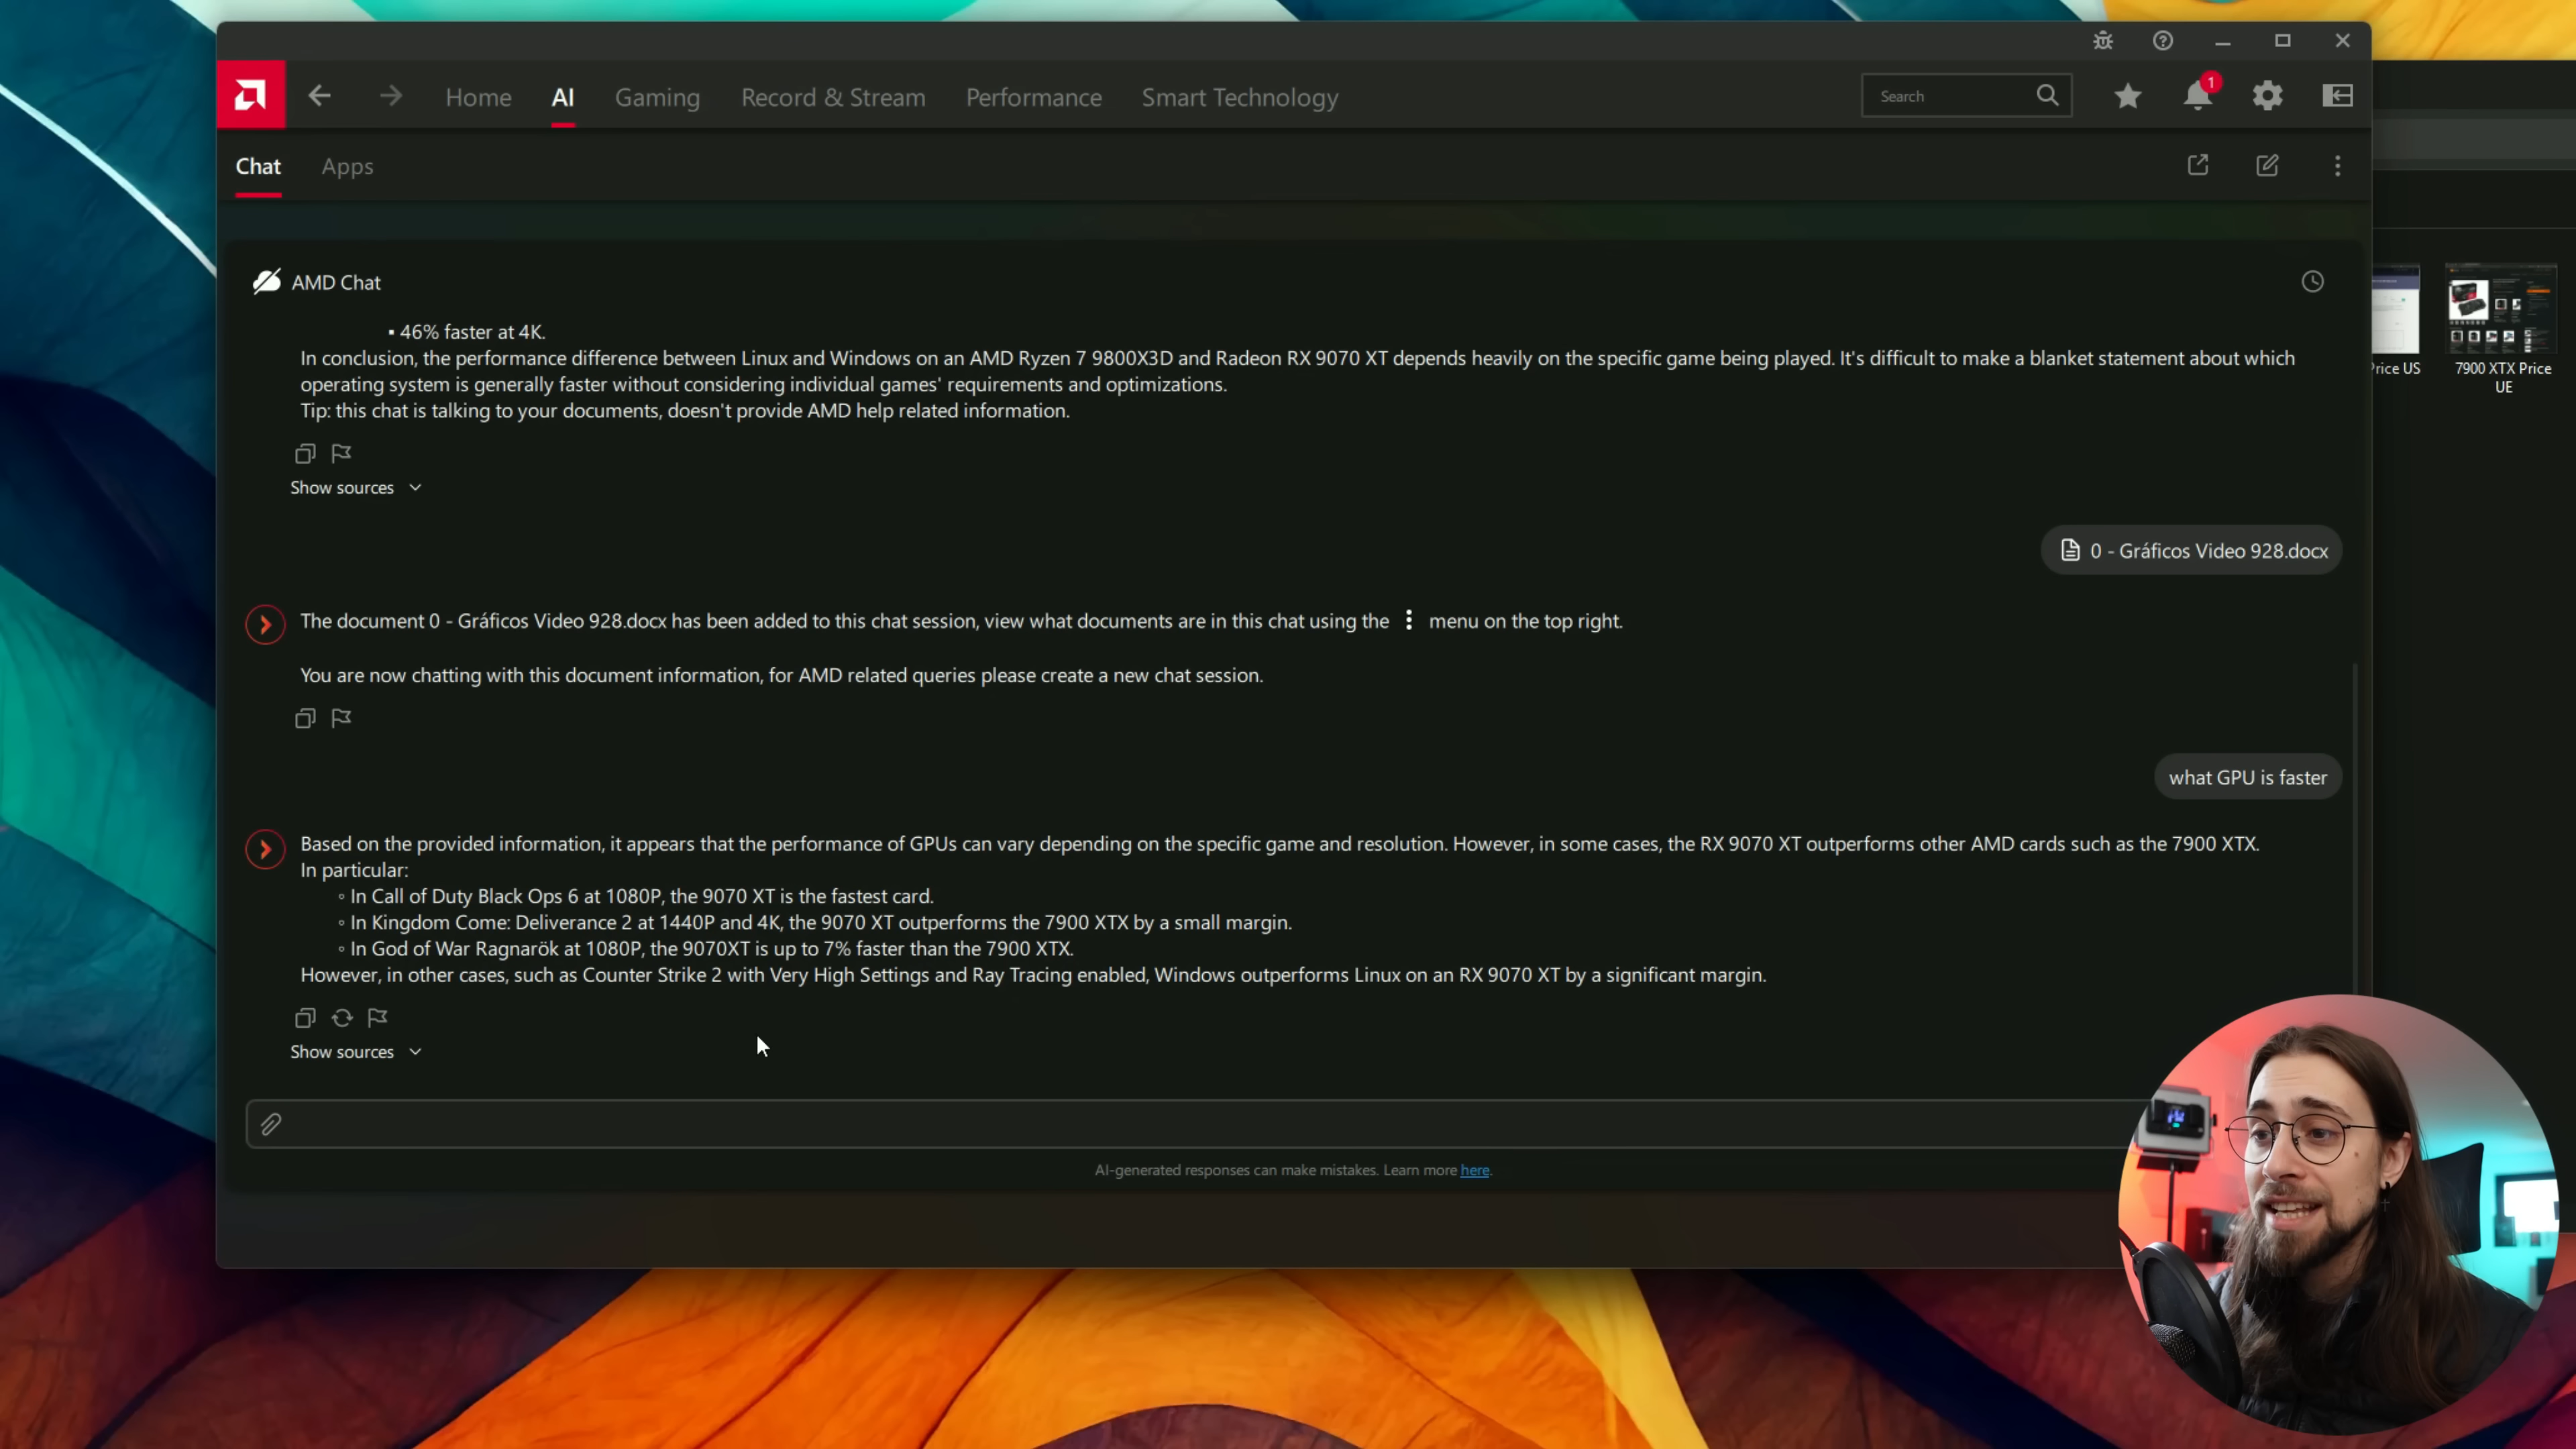 Home
AI
Gaming
Record & Stream
Performance
Smart Technology
Search
1
Chat
Apps
AMD Chat
▪ 46% faster at 4K.
In conclusion, the performance difference between Linux and Windows on an AMD Ryzen 7 9800X3D and Radeon RX 9070 XT depends heavily on the specific game being played. It's difficult to make a blanket statement about which
operating system is generally faster without considering individual games' requirements and optimizations.
Tip: this chat is talking to your documents, doesn't provide AMD help related information.
Show sources
0 - Gráficos Video 928.docx
The document 0 - Gráficos Video 928.docx has been added to this chat session, view what documents are in this chat using the ⋮ menu on the top right.
You are now chatting with this document information, for AMD related queries please create a new chat session.
what GPU is faster
Based on the provided information, it appears that the performance of GPUs can vary depending on the specific game and resolution. However, in some cases, the RX 9070 XT outperforms other AMD cards such as the 7900 XTX.
In particular:
◦ In Call of Duty Black Ops 6 at 1080P, the 9070 XT is the fastest card.
◦ In Kingdom Come: Deliverance 2 at 1440P and 4K, the 9070 XT outperforms the 7900 XTX by a small margin.
◦ In God of War Ragnarök at 1080P, the 9070XT is up to 7% faster than the 7900 XTX.
However, in other cases, such as Counter Strike 2 with Very High Settings and Ray Tracing enabled, Windows outperforms Linux on an RX 9070 XT by a significant margin.
Show sources
AI-generated responses can make mistakes. Learn more here.
Price US
7900 XTX Price
UE